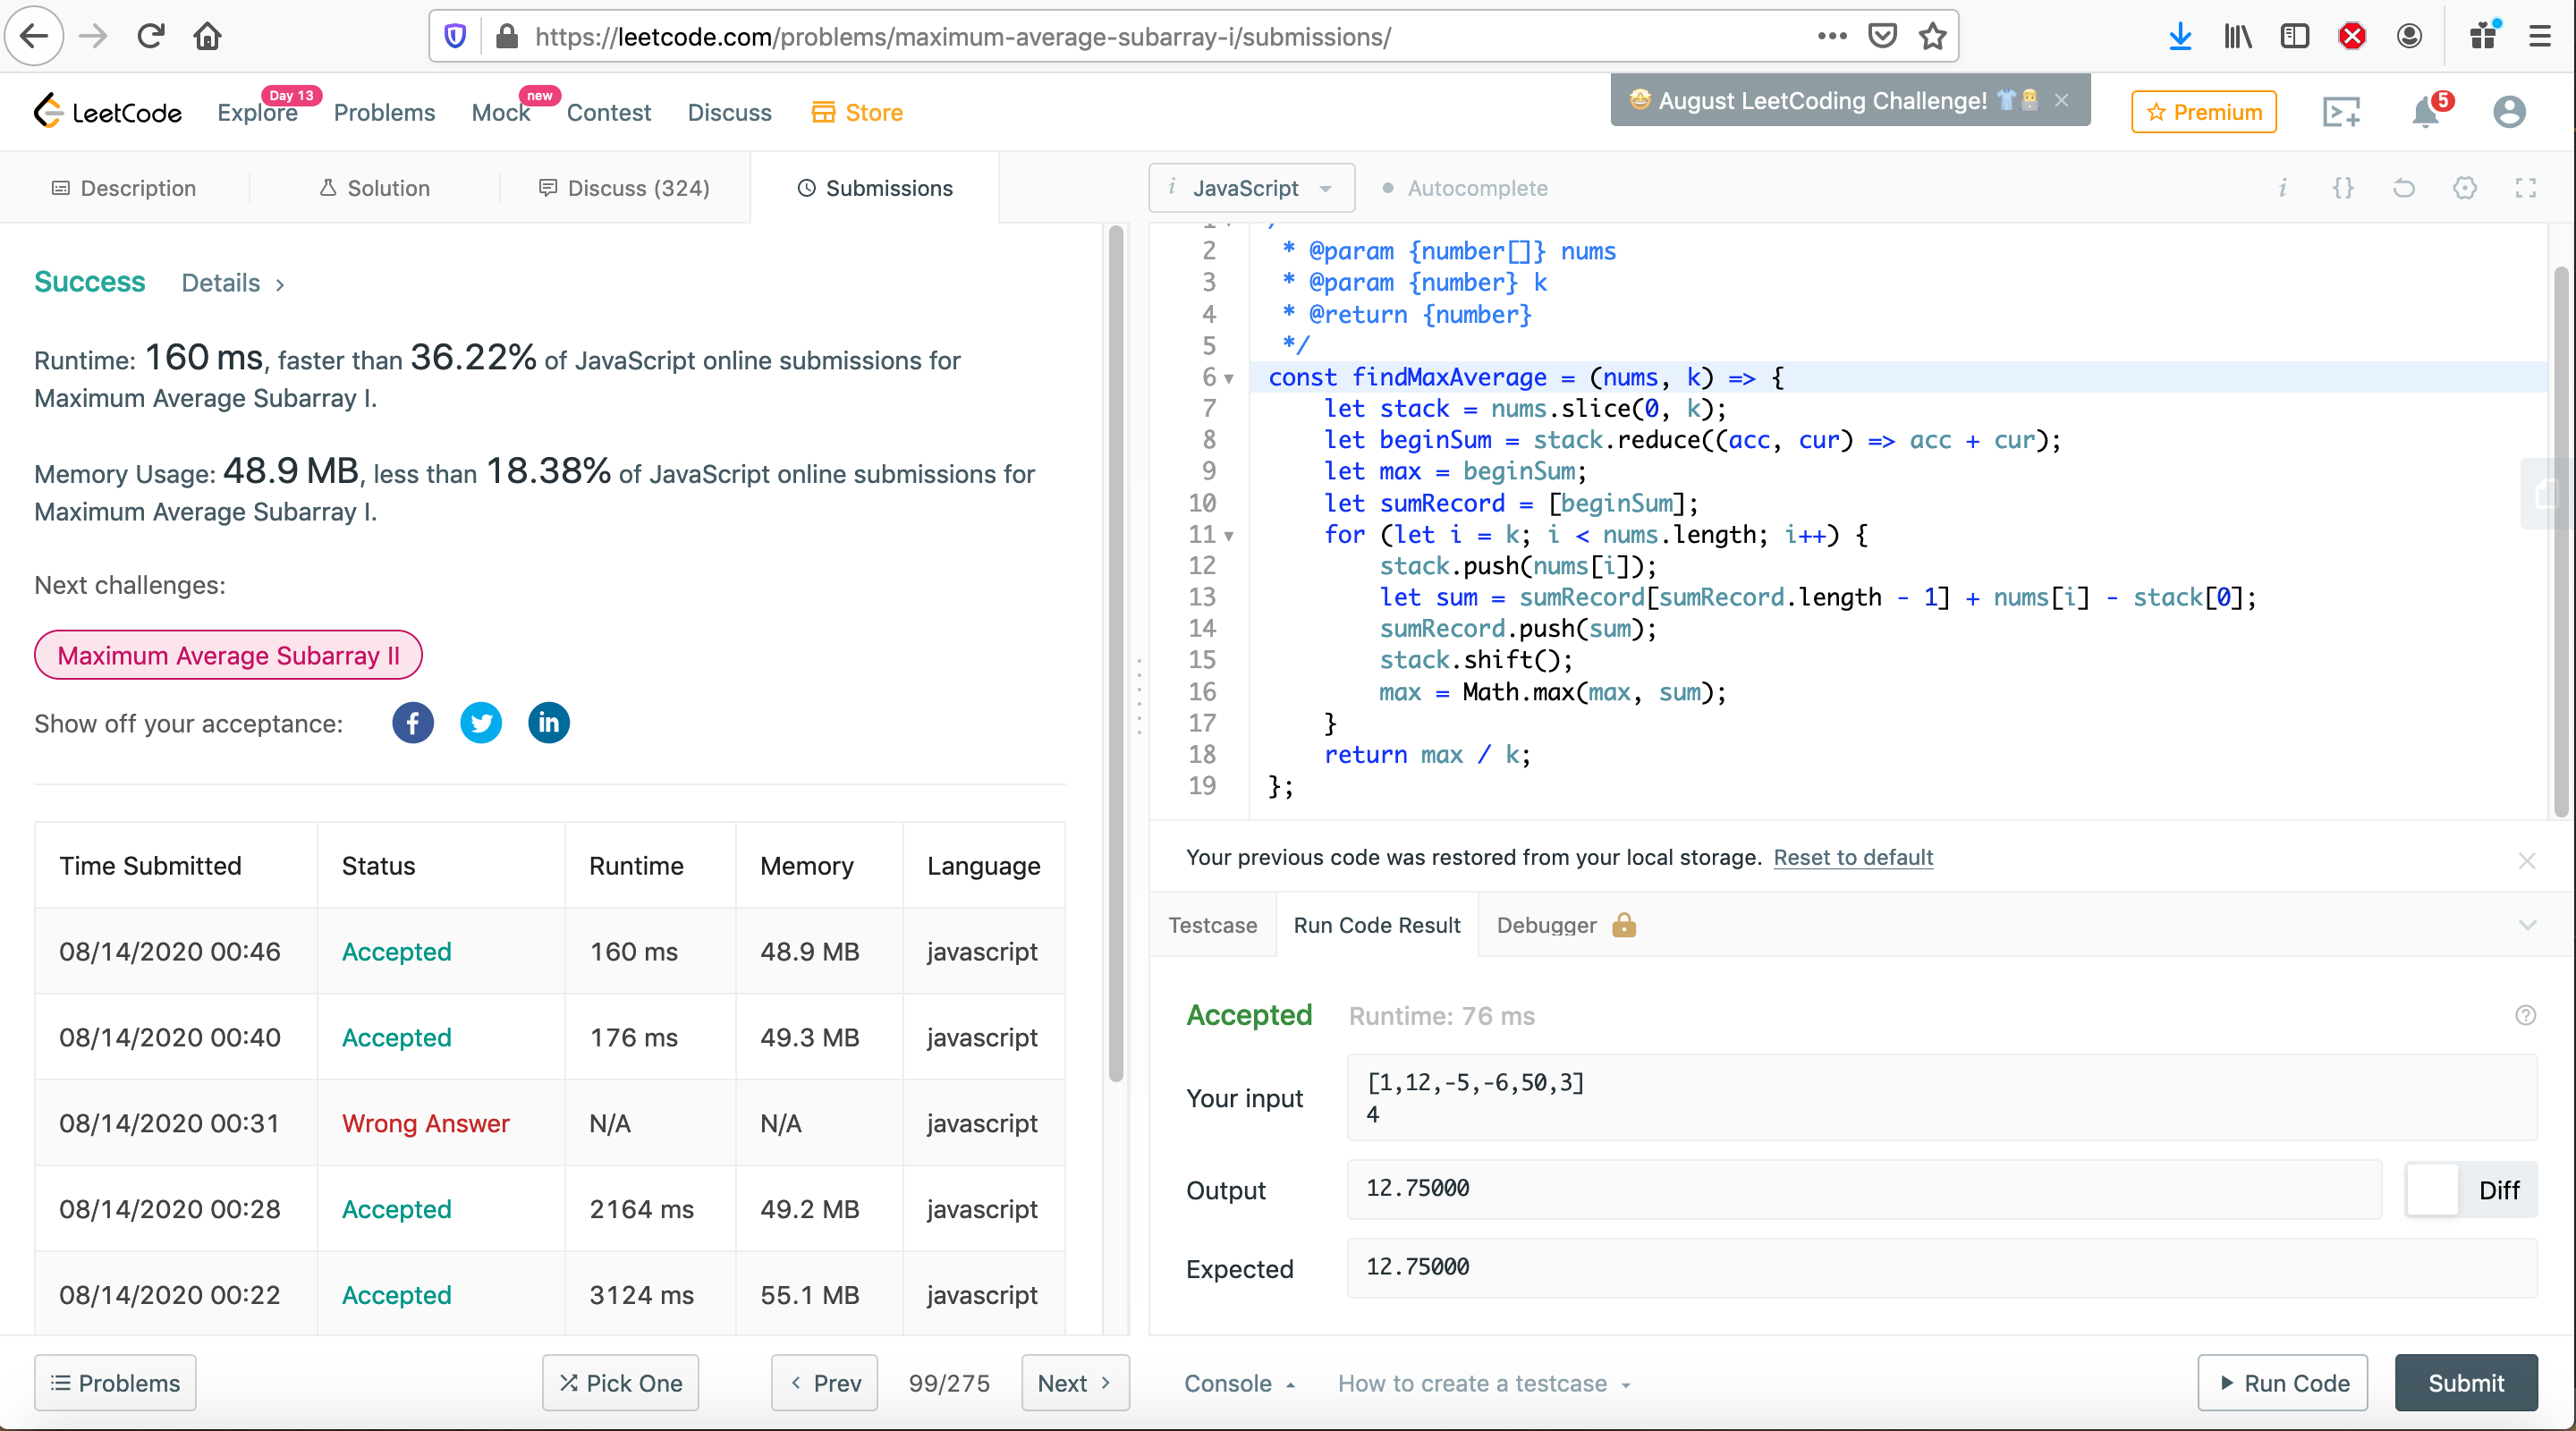 https://leetcode.com/problems/maximum-average-subarray-i/submissions/
LeetCode Explore Day 13 Problems Mock new Contest Discuss Store August LeetCoding Challenge! Premium 5
Description Solution Discuss (324) Submissions
Success Details
Runtime: 160 ms, faster than 36.22% of JavaScript online submissions for
Maximum Average Subarray I.
Memory Usage: 48.9 MB, less than 18.38% of JavaScript online submissions for
Maximum Average Subarray I.
Next challenges:
Maximum Average Subarray II
Show off your acceptance:
Time Submitted Status Runtime Memory Language
08/14/2020 00:46 Accepted 160 ms 48.9 MB javascript
08/14/2020 00:40 Accepted 176 ms 49.3 MB javascript
08/14/2020 00:31 Wrong Answer N/A N/A javascript
08/14/2020 00:28 Accepted 2164 ms 49.2 MB javascript
08/14/2020 00:22 Accepted 3124 ms 55.1 MB javascript
Problems Pick One Prev 99/275 Next
JavaScript Autocomplete
2 * @param {number[]} nums
3 * @param {number} k
4 * @return {number}
5 */
6 const findMaxAverage = (nums, k) => {
7 let stack = nums.slice(0, k);
8 let beginSum = stack.reduce((acc, cur) => acc + cur);
9 let max = beginSum;
10 let sumRecord = [beginSum];
11 for (let i = k; i < nums.length; i++) {
12 stack.push(nums[i]);
13 let sum = sumRecord[sumRecord.length - 1] + nums[i] - stack[0];
14 sumRecord.push(sum);
15 stack.shift();
16 max = Math.max(max, sum);
17 }
18 return max / k;
19 };
Your previous code was restored from your local storage. Reset to default
Testcase Run Code Result Debugger
Accepted Runtime: 76 ms
Your input
[1,12,-5,-6,50,3]
4
Output 12.75000 Diff
Expected 12.75000
Console How to create a testcase Run Code Submit